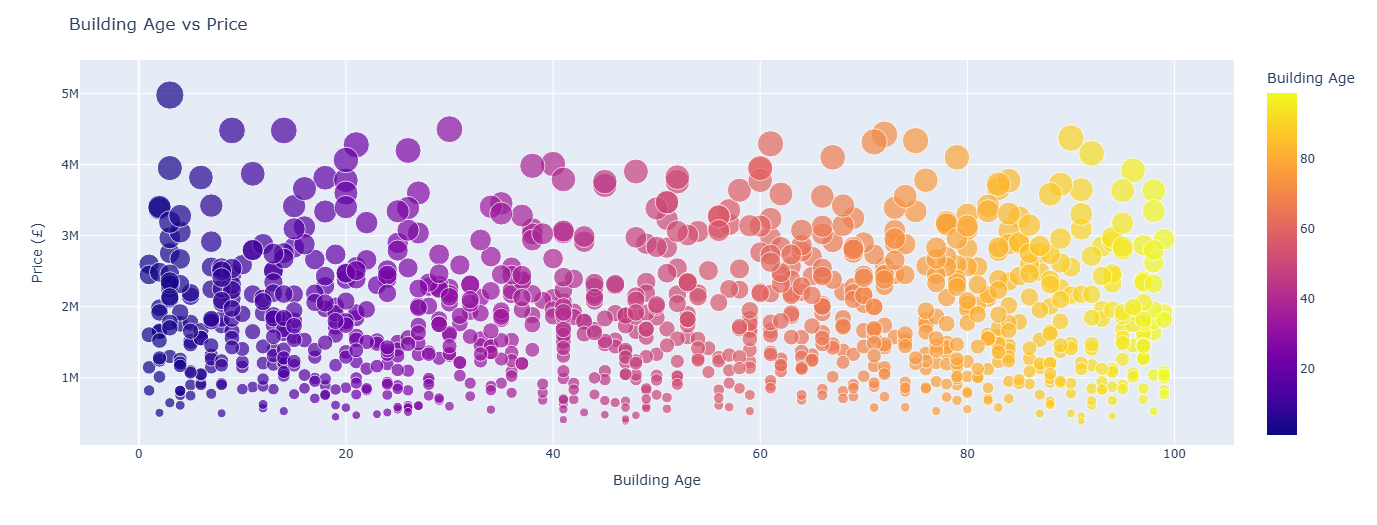 Building Age vs Price
Building Age
5M
4M
3M
2M
1M
Price (£)
0
20
40
60
80
100
Building Age
80
60
40
20